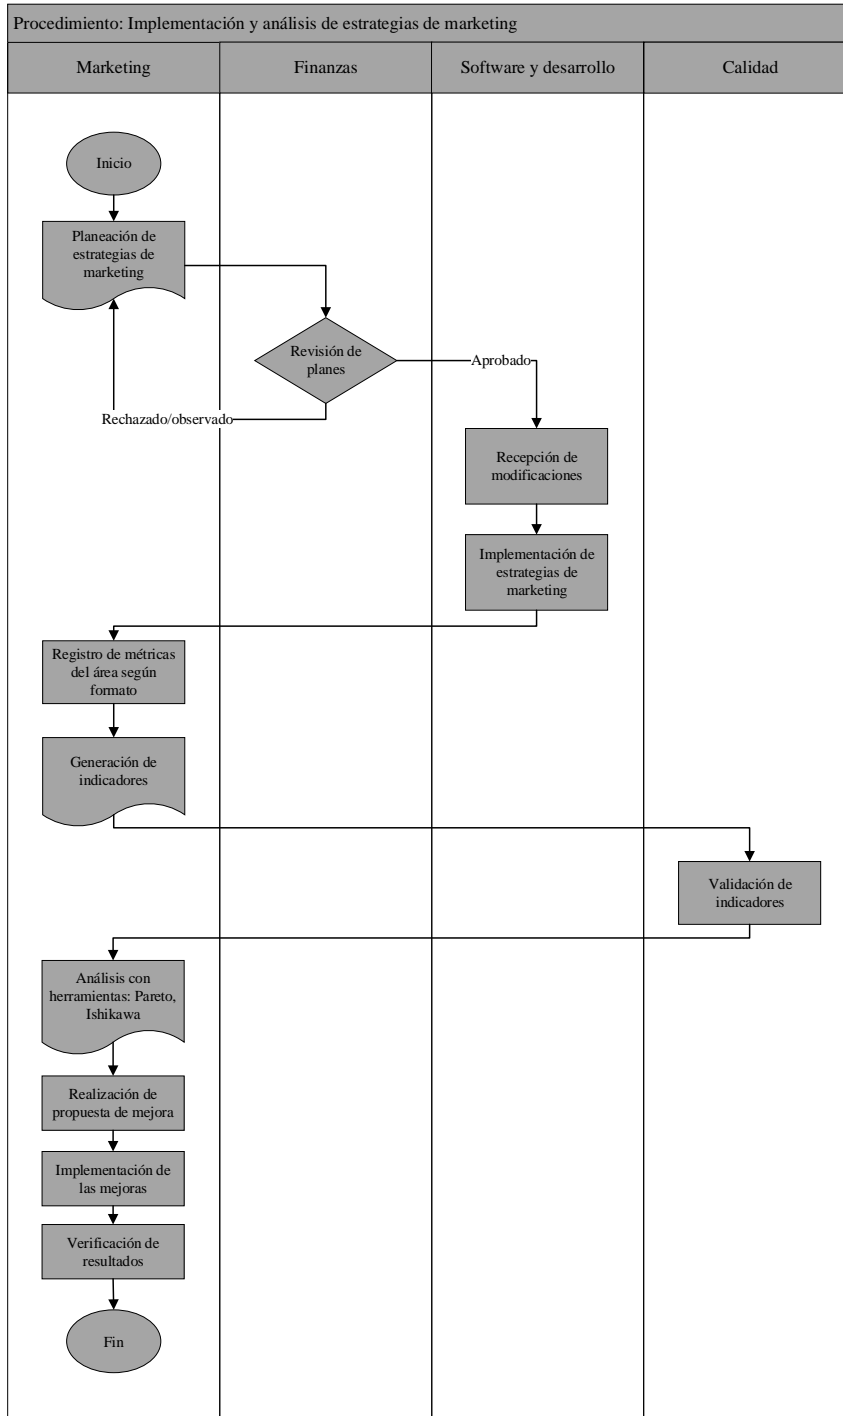 Procedimiento: Implementación y análisis de estrategias de marketing
Marketing
Finanzas
Software y desarrollo
Calidad
Inicio
Planeación de
estrategias de
marketing
Revisión de
planes
Aprobado
Rechazado/observado
Recepción de
modificaciones
Implementación de
estrategias de
marketing
Registro de métricas
del área según
formato
Generación de
indicadores
Validación de
indicadores
Análisis con
herramientas: Pareto,
Ishikawa
Realización de
propuesta de mejora
Implementación de
las mejoras
Verificación de
resultados
Fin